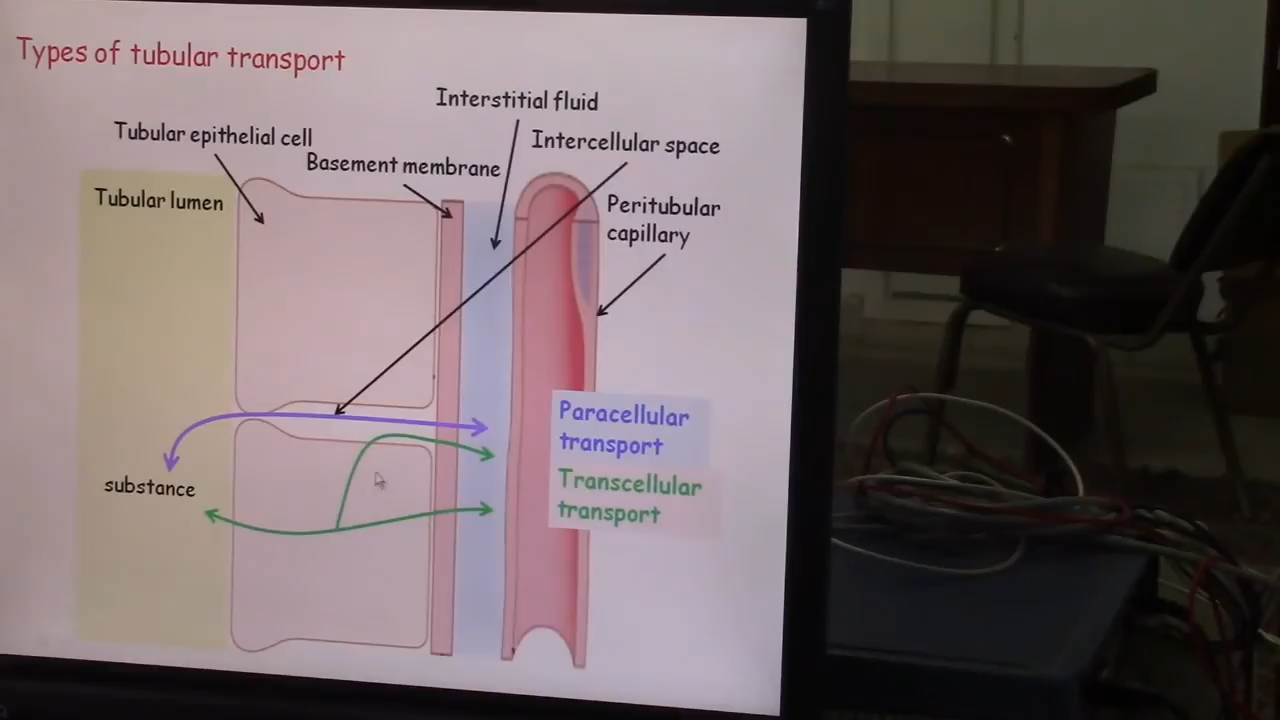 Types of tubular transport
Interstitial fluid
Tubular epithelial cell
Intercellular space
Basement membrane
Tubular lumen
Peritubular
capillary
Paracellular
transport
Transcellular
transport
substance